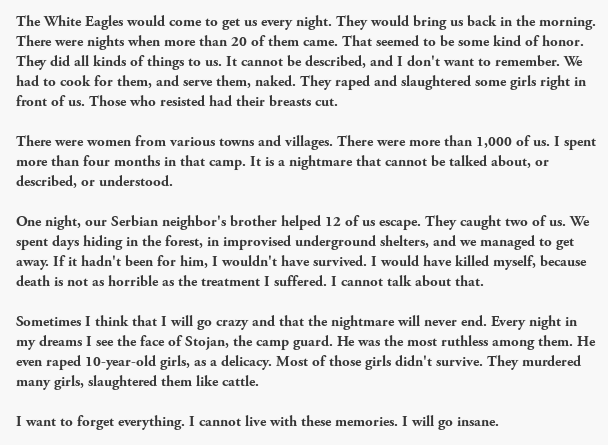 The White Eagles would come to get us every night. They would bring us back in the morning.
There were nights when more than 20 of them came. That seemed to be some kind of honor.
They did all kinds of things to us. It cannot be described, and I don't want to remember. We
had to cook for them, and serve them, naked. They raped and slaughtered some girls right in
front of us. Those who resisted had their breasts cut.

There were women from various towns and villages. There were more than 1,000 of us. I spent
more than four months in that camp. It is a nightmare that cannot be talked about, or
described, or understood.

One night, our Serbian neighbor's brother helped 12 of us escape. They caught two of us. We
spent days hiding in the forest, in improvised underground shelters, and we managed to get
away. If it hadn't been for him, I wouldn't have survived. I would have killed myself, because
death is not as horrible as the treatment I suffered. I cannot talk about that.

Sometimes I think that I will go crazy and that the nightmare will never end. Every night in
my dreams I see the face of Stojan, the camp guard. He was the most ruthless among them. He
even raped 10-year-old girls, as a delicacy. Most of those girls didn't survive. They murdered
many girls, slaughtered them like cattle.

I want to forget everything. I cannot live with these memories. I will go insane.